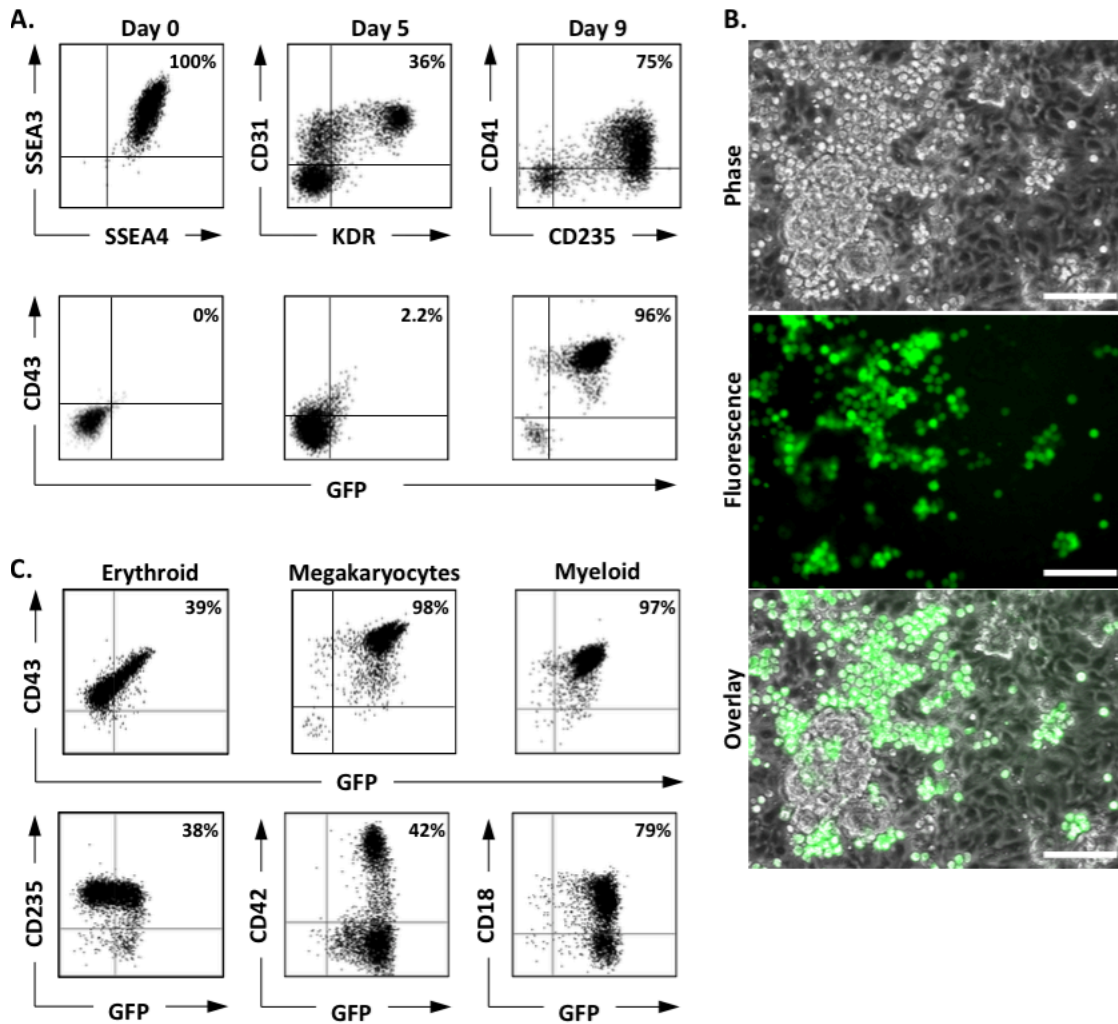 A.
Day 0
Day 5
Day 9
100%
36%
75%
SSEA3
CD31
CD41
SSEA4
KDR
CD235
0%
2.2%
96%
CD43
GFP
B.
Phase
Fluorescence
Overlay
C.
Erythroid
Megakaryocytes
Myeloid
39%
98%
97%
CD43
GFP
38%
42%
79%
CD235
CD42
CD18
GFP
GFP
GFP